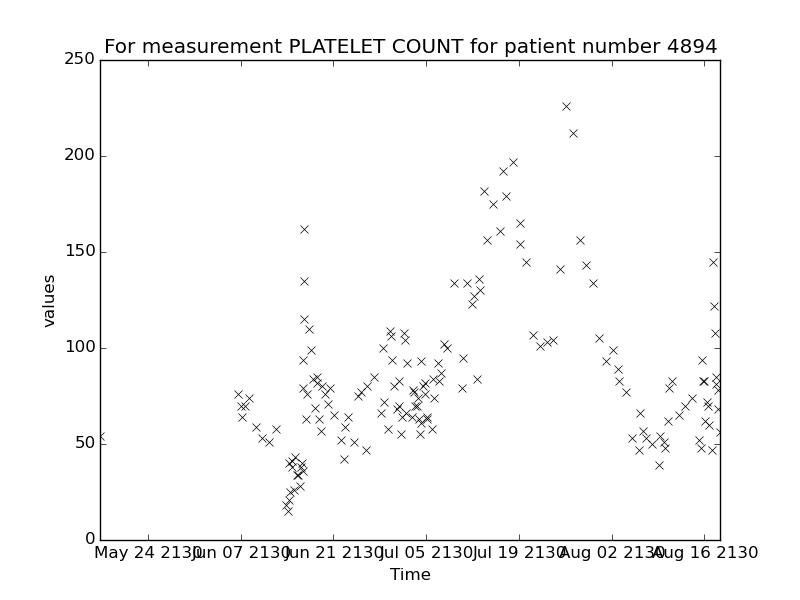 For measurement PLATELET COUNT for patient number 4894
250
200
150
100
50
0
values
May 24 2130 Jun 07 2130 Jun 21 2130 Jul 05 2130 Jul 19 2130 Aug 02 2130 Aug 16 2130
Time